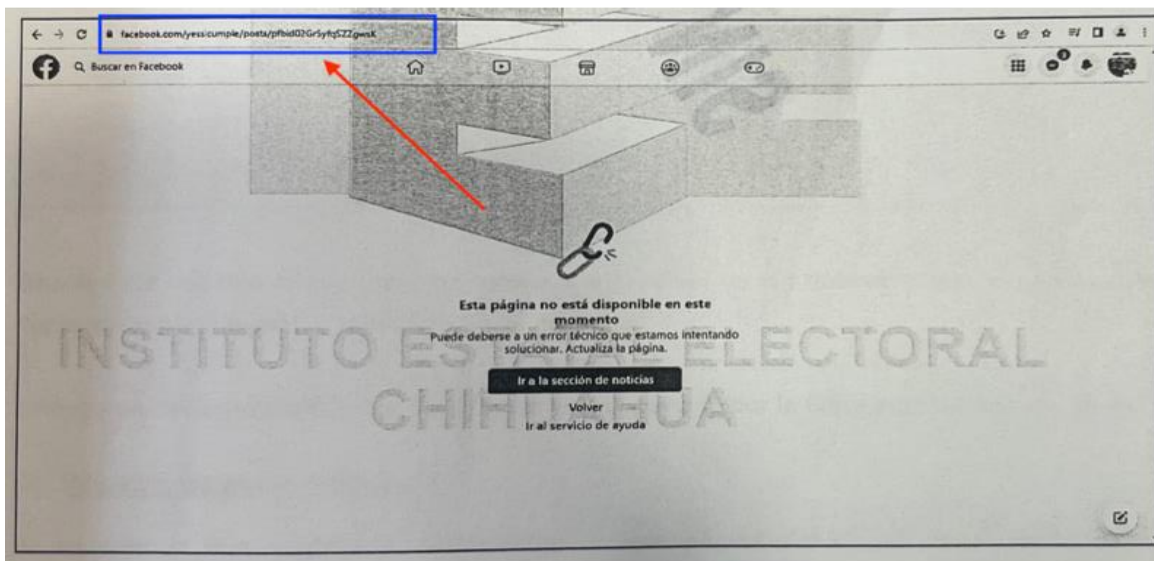 facebook.com/yessicumple/posts/pfbid02GrSyfqSZZgwsK
Buscar en Facebook
Esta página no está disponible en este
momento
Puede deberse a un error técnico que estamos intentando
solucionar. Actualiza la página.
Ir a la sección de noticias
Volver
Ir al servicio de ayuda
INSTITUTO ESTATAL ELECTORAL
CHIHUAHUA